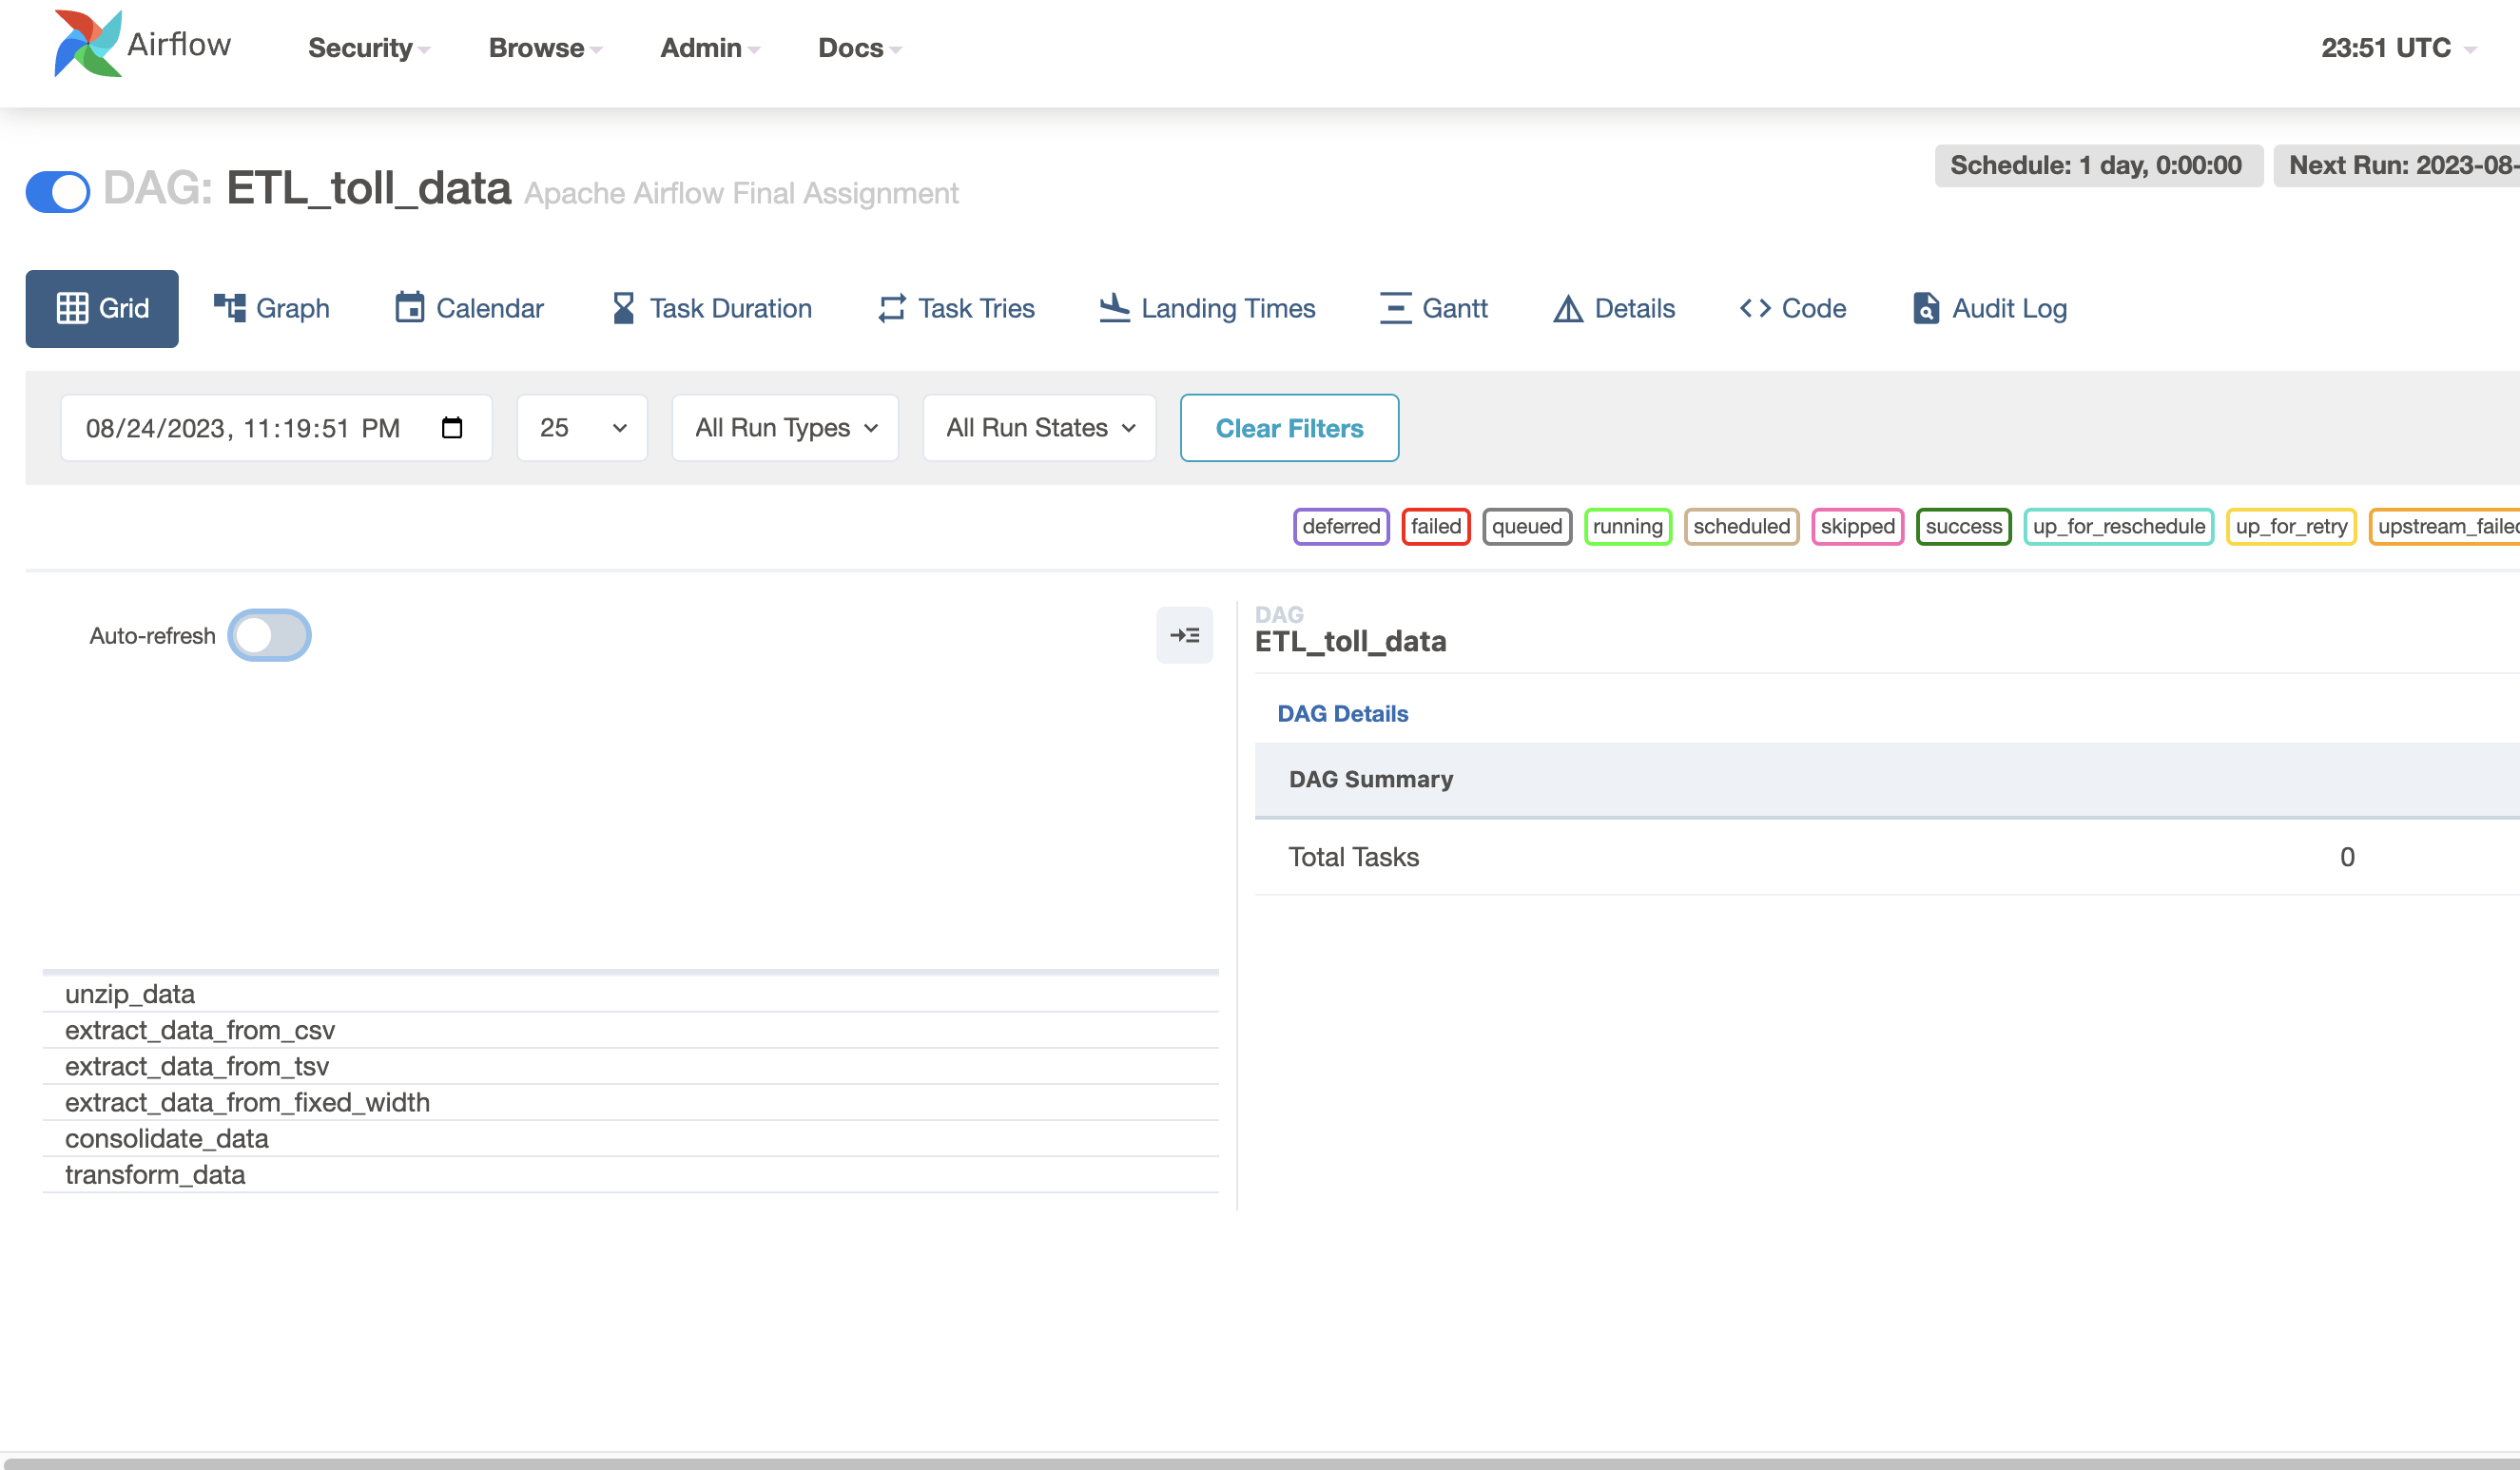 Airflow Security Browse Admin Docs 23:51 UTC
DAG: ETL_toll_data Apache Airflow Final Assignment
Schedule: 1 day, 0:00:00 Next Run: 2023-08-
Grid Graph Calendar Task Duration Task Tries Landing Times Gantt Details Code Audit Log
08/24/2023, 11:19:51 PM 25 All Run Types All Run States Clear Filters
deferred failed queued running scheduled skipped success up_for_reschedule up_for_retry upstream_failed
Auto-refresh
DAG
ETL_toll_data
DAG Details
DAG Summary
Total Tasks 0
unzip_data
extract_data_from_csv
extract_data_from_tsv
extract_data_from_fixed_width
consolidate_data
transform_data